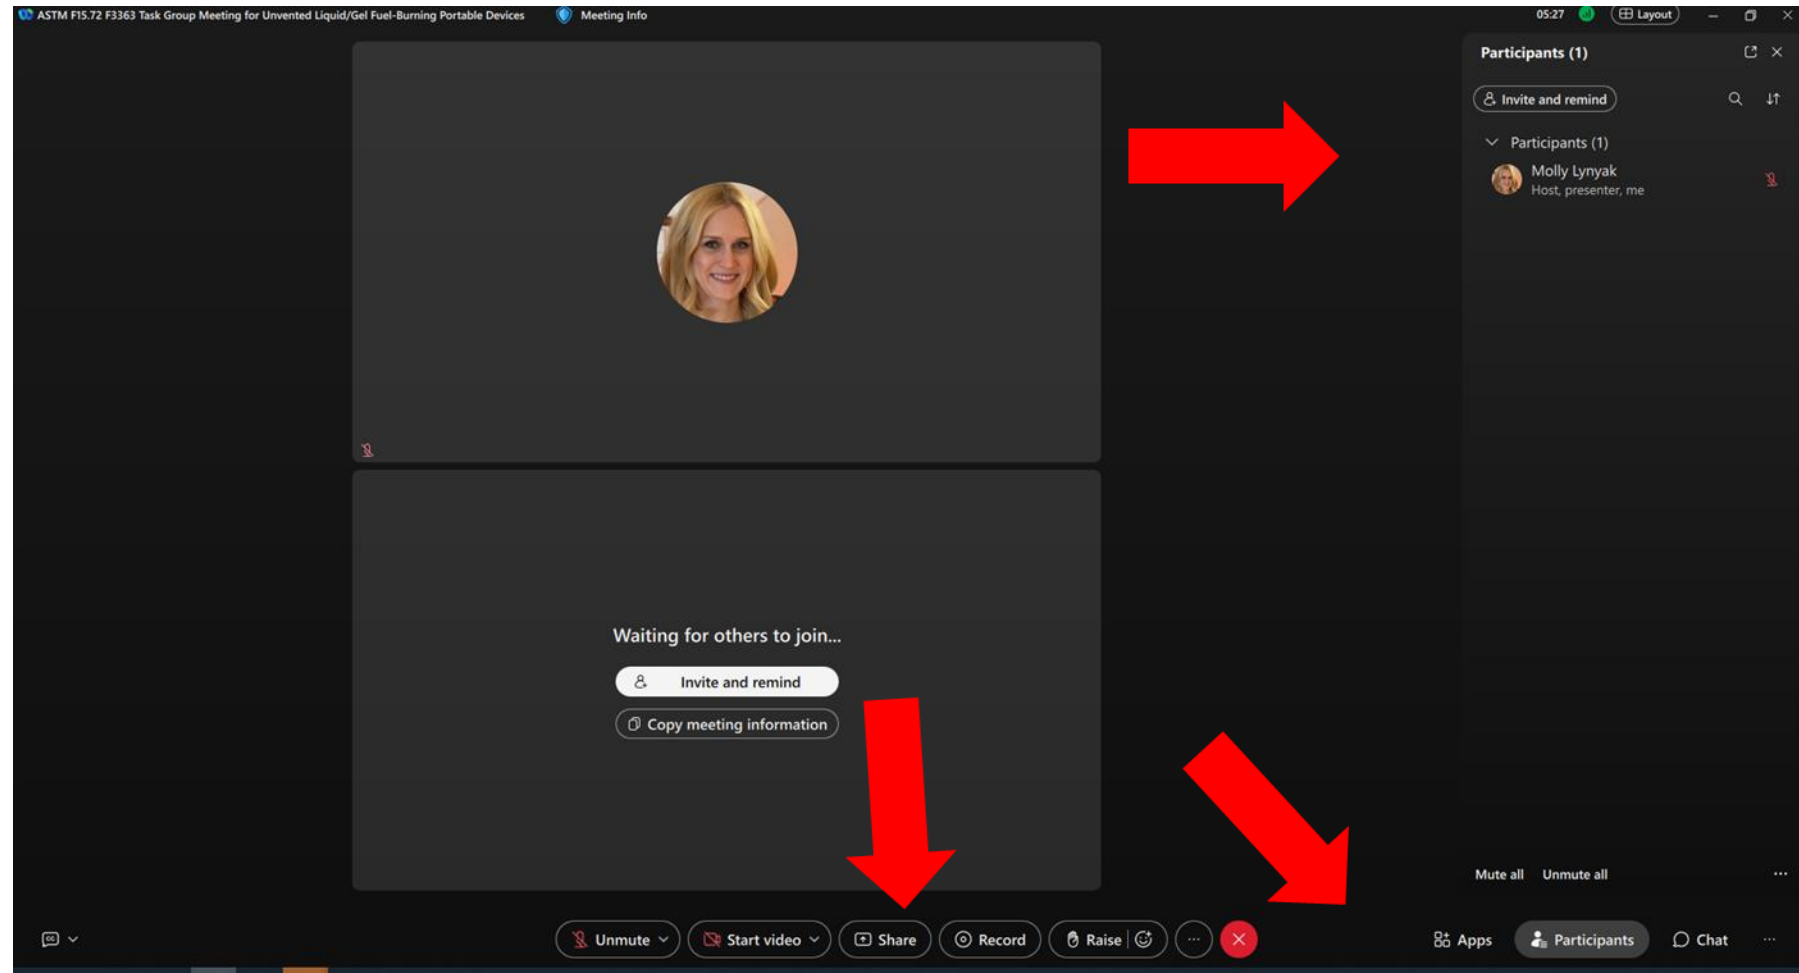 ASTM F15.72 F3363 Task Group Meeting for Unvented Liquid/Gel Fuel-Burning Portable Devices
Meeting Info
05:27
Layout
Participants (1)
Invite and remind
Participants (1)
Molly Lynyak
Host, presenter, me
Waiting for others to join...
Invite and remind
Copy meeting information
Mute all Unmute all
Unmute
Start video
Share
Record
Raise
Apps
Participants
Chat